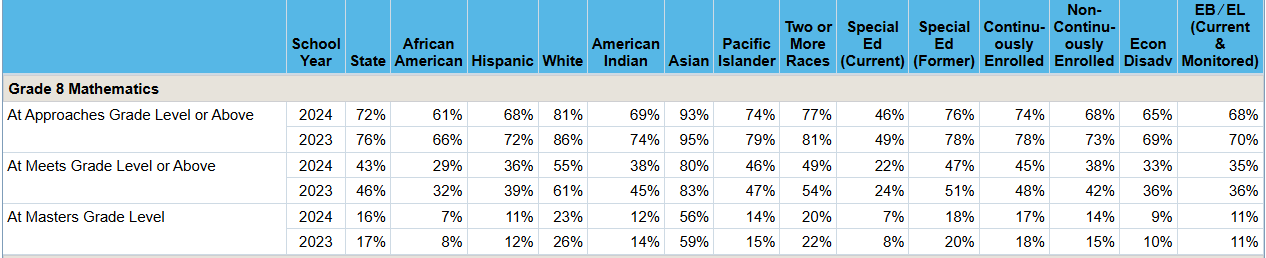 School Year State African American Hispanic White American Indian Asian Pacific Islander Two or More Races Special Ed (Current) Special Ed (Former) Continu-ously Enrolled Non-Continu-ously Enrolled Econ Disadv EB / EL (Current & Monitored)
Grade 8 Mathematics
At Approaches Grade Level or Above 2024 72% 61% 68% 81% 69% 93% 74% 77% 46% 76% 74% 68% 65% 68%
2023 76% 66% 72% 86% 74% 95% 79% 81% 49% 78% 78% 73% 69% 70%
At Meets Grade Level or Above 2024 43% 29% 36% 55% 38% 80% 46% 49% 22% 47% 45% 38% 33% 35%
2023 46% 32% 39% 61% 45% 83% 47% 54% 24% 51% 48% 42% 36% 36%
At Masters Grade Level 2024 16% 7% 11% 23% 12% 56% 14% 20% 7% 18% 17% 14% 9% 11%
2023 17% 8% 12% 26% 14% 59% 15% 22% 8% 20% 18% 15% 10% 11%